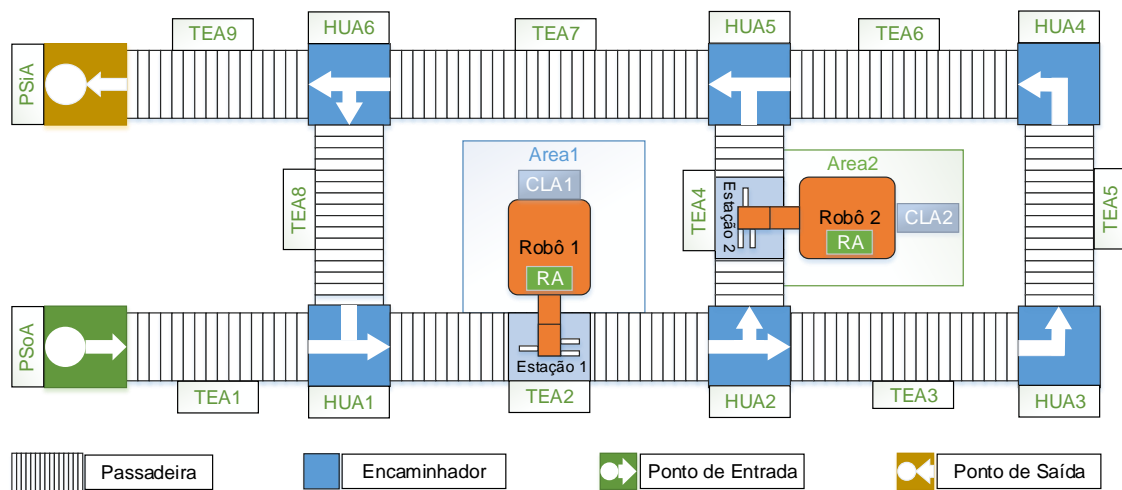 TEA9
HUA6
TEA7
HUA5
TEA6
HUA4
PSiA
Area1
CLA1
Area2
TEA8
Robô 1
RA
TEA4
Estação 2
Robô 2
RA
CLA2
TEA5
PSoA
Estação 1
TEA1
HUA1
TEA2
HUA2
TEA3
HUA3
Passadeira
Encaminhador
Ponto de Entrada
Ponto de Saída